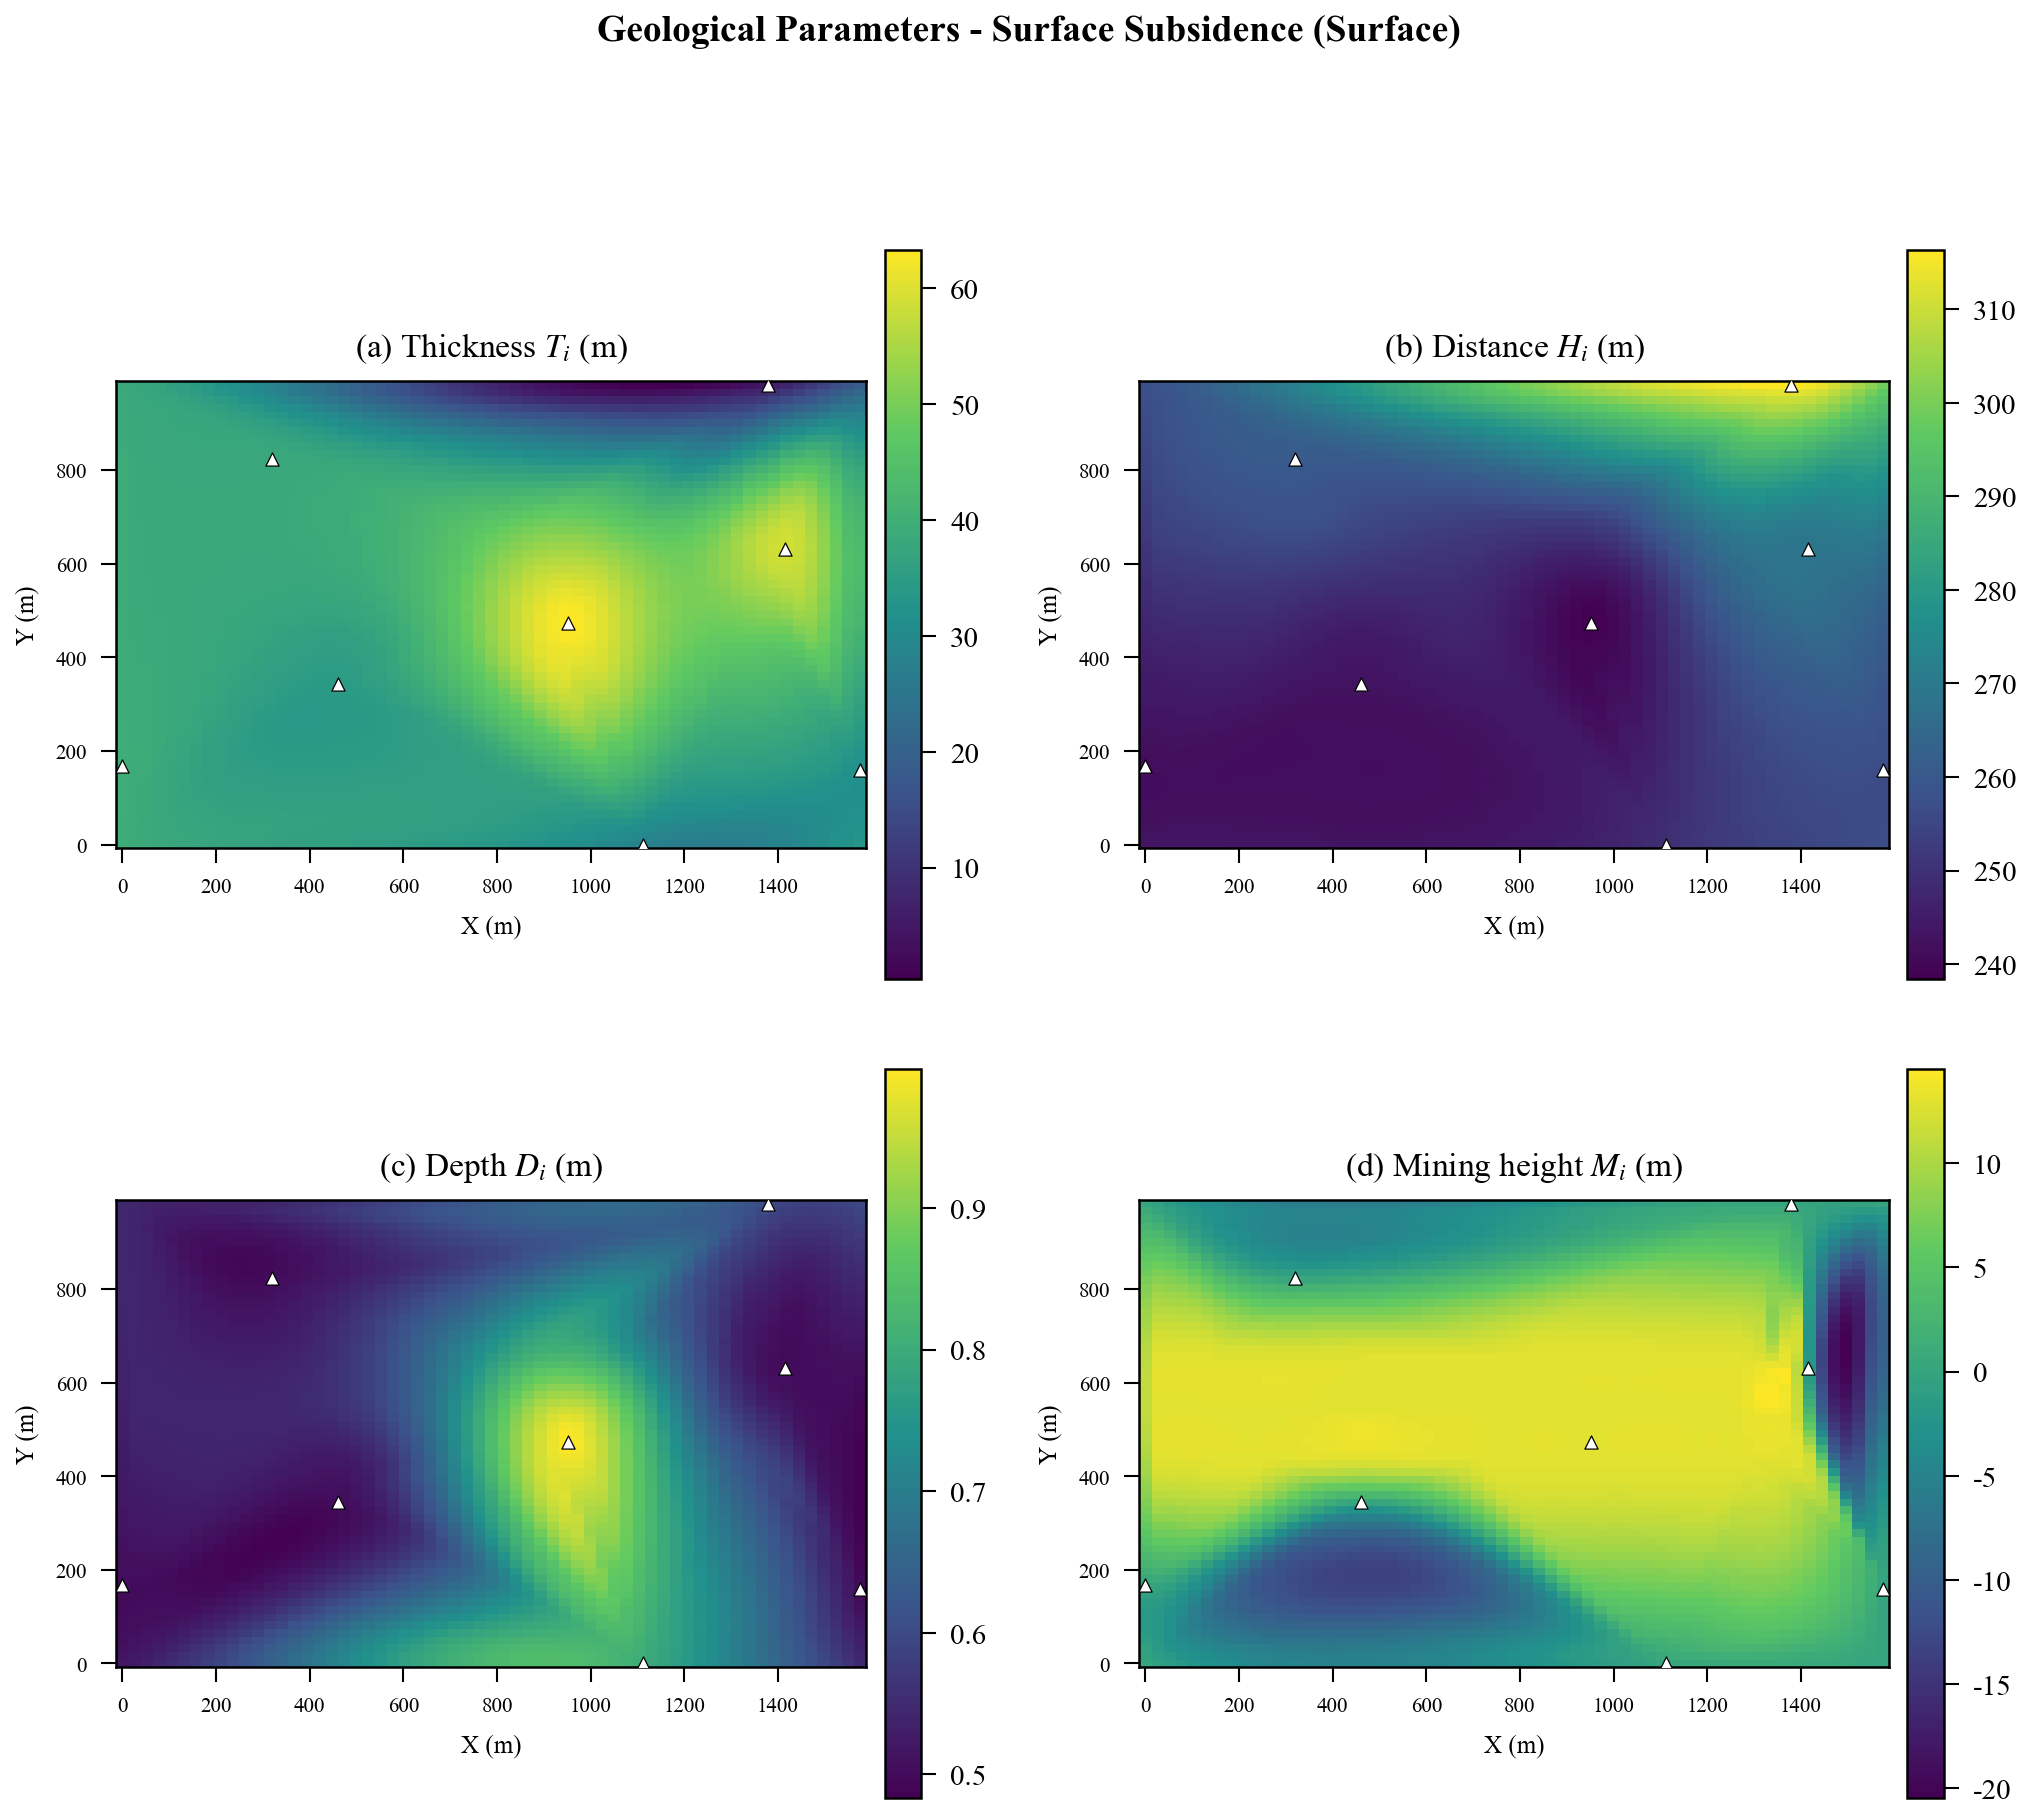 Geological Parameters - Surface Subsidence (Surface)
(a) Thickness T_i (m)
60
50
40
30
20
10
800
600
400
200
0
Y (m)
0 200 400 600 800 1000 1200 1400
X (m)
(b) Distance H_i (m)
310
300
290
280
270
260
250
240
800
600
400
200
0
Y (m)
0 200 400 600 800 1000 1200 1400
X (m)
(c) Depth D_i (m)
0.9
0.8
0.7
0.6
0.5
800
600
400
200
0
Y (m)
0 200 400 600 800 1000 1200 1400
X (m)
(d) Mining height M_i (m)
10
5
0
-5
-10
-15
-20
800
600
400
200
0
Y (m)
0 200 400 600 800 1000 1200 1400
X (m)